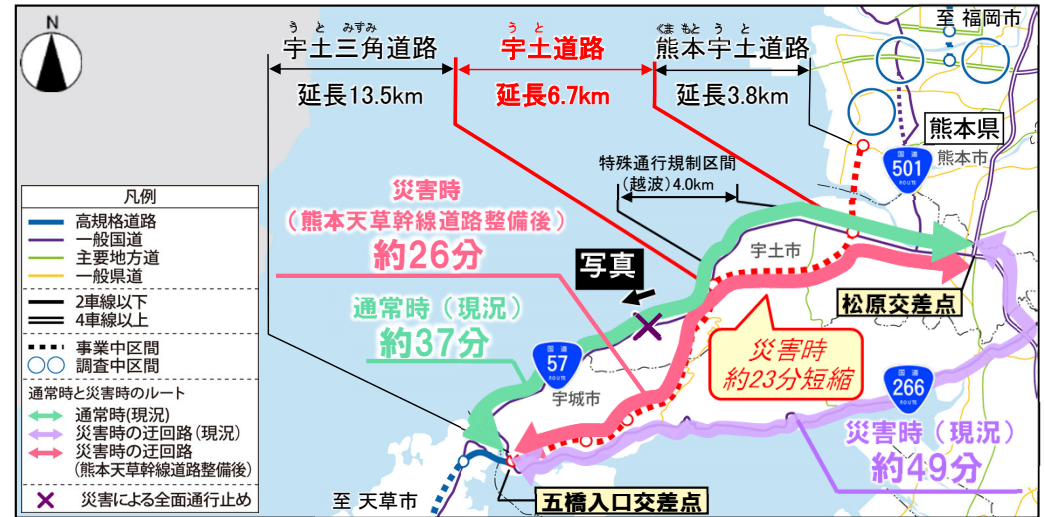 N
至 福岡市
うと みすみ
宇土三角道路
延長13.5km
うと
宇土道路
延長6.7km
くまもと うと
熊本宇土道路
延長3.8km
熊本県
熊本市
国道
501
ROUTE
特殊通行規制区間
(越波)4.0km
災害時
(熊本天草幹線道路整備後)
約26分
写真
宇土市
松原交差点
通常時(現況)
約37分
国道
57
ROUTE
災害時
約23分短縮
宇城市
国道
266
ROUTE
災害時(現況)
約49分
至 天草市
五橋入口交差点
凡例
高規格道路
一般国道
主要地方道
一般県道
2車線以下
4車線以上
事業中区間
調査中区間
通常時と災害時のルート
通常時(現況)
災害時の迂回路(現況)
災害時の迂回路
(熊本天草幹線道路整備後)
災害による全面通行止め